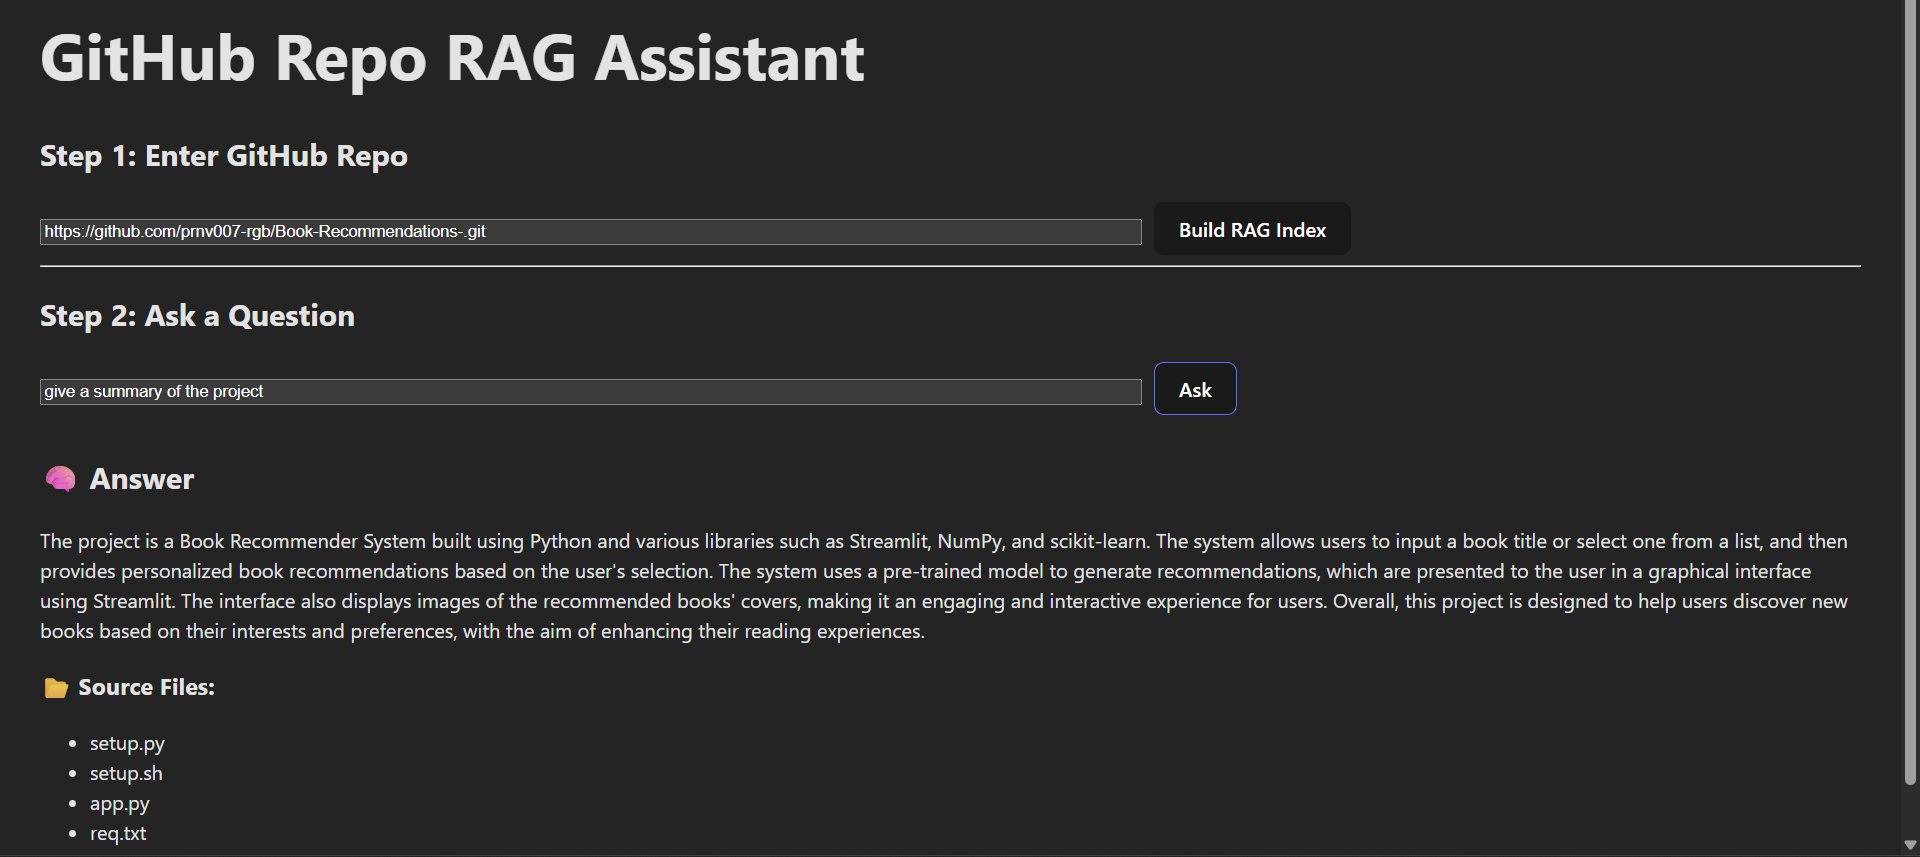 GitHub Repo RAG Assistant
Step 1: Enter GitHub Repo
https://github.com/prnv007-rgb/Book-Recommendations-.git
Build RAG Index
Step 2: Ask a Question
give a summary of the project
Ask
Answer
The project is a Book Recommender System built using Python and various libraries such as Streamlit, NumPy, and scikit-learn. The system allows users to input a book title or select one from a list, and then
provides personalized book recommendations based on the user's selection. The system uses a pre-trained model to generate recommendations, which are presented to the user in a graphical interface
using Streamlit. The interface also displays images of the recommended books' covers, making it an engaging and interactive experience for users. Overall, this project is designed to help users discover new
books based on their interests and preferences, with the aim of enhancing their reading experiences.
Source Files:
• setup.py
• setup.sh
• app.py
• req.txt